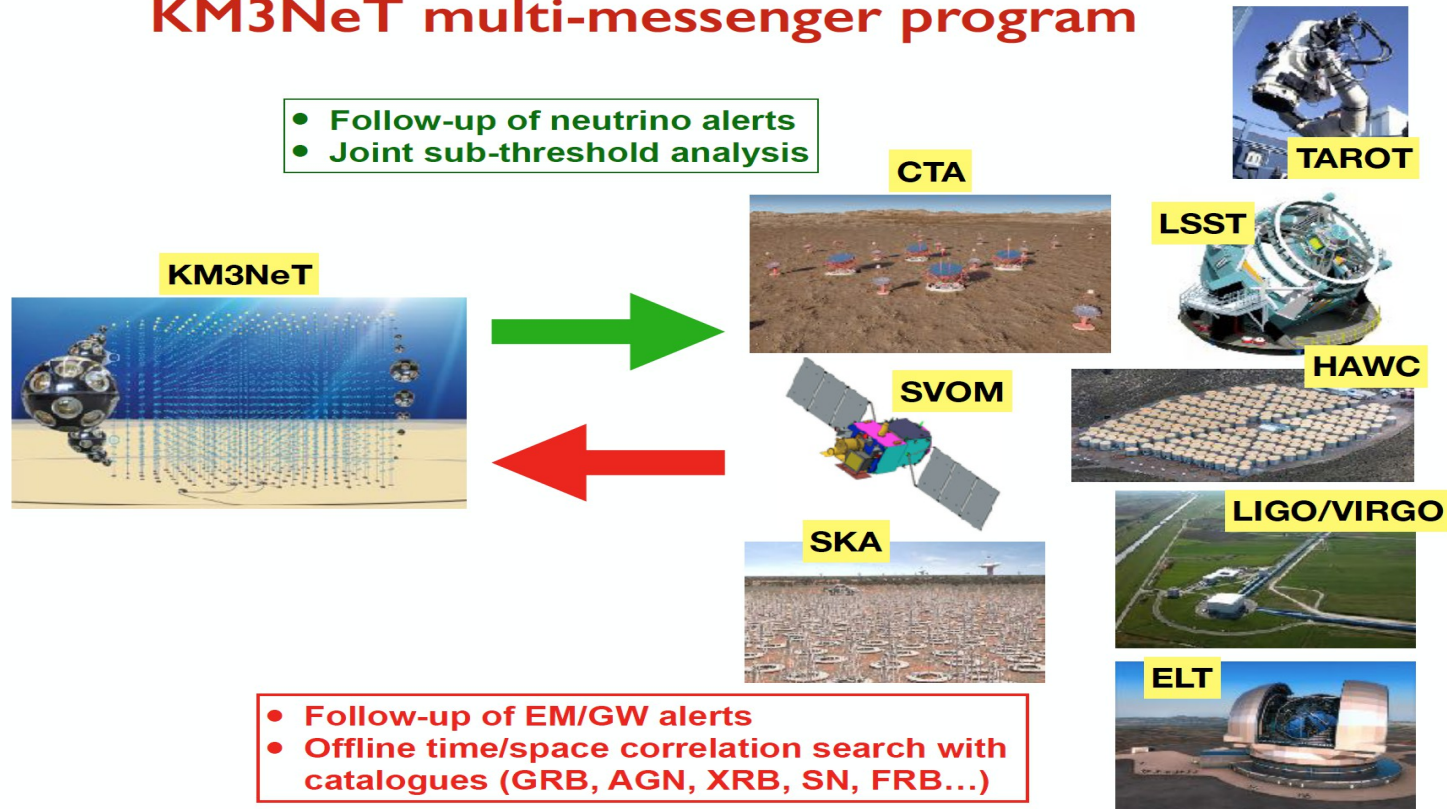 KM3NeT multi-messenger program
• Follow-up of neutrino alerts
• Joint sub-threshold analysis
TAROT
CTA
LSST
KM3NeT
HAWC
SVOM
LIGO/VIRGO
SKA
ELT
• Follow-up of EM/GW alerts
• Offline time/space correlation search with
catalogues (GRB, AGN, XRB, SN, FRB...)